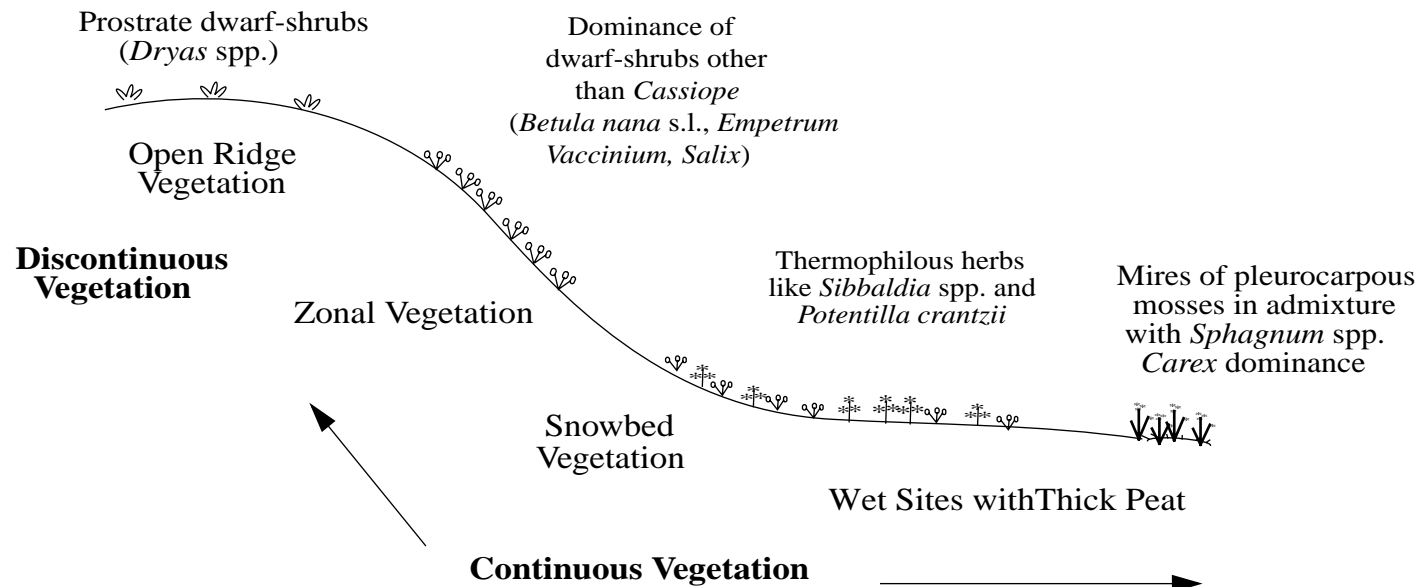 Prostrate dwarf-shrubs
(Dryas spp.)
Dominance of
dwarf-shrubs other
than Cassiope
(Betula nana s.l., Empetrum
Vaccinium, Salix)
Open Ridge
Vegetation
Discontinuous
Vegetation
Zonal Vegetation
Thermophilous herbs
like Sibbaldia spp. and
Potentilla crantzii
Mires of pleurocarpous
mosses in admixture
with Sphagnum spp.
Carex dominance
Snowbed
Vegetation
Wet Sites withThick Peat
Continuous Vegetation